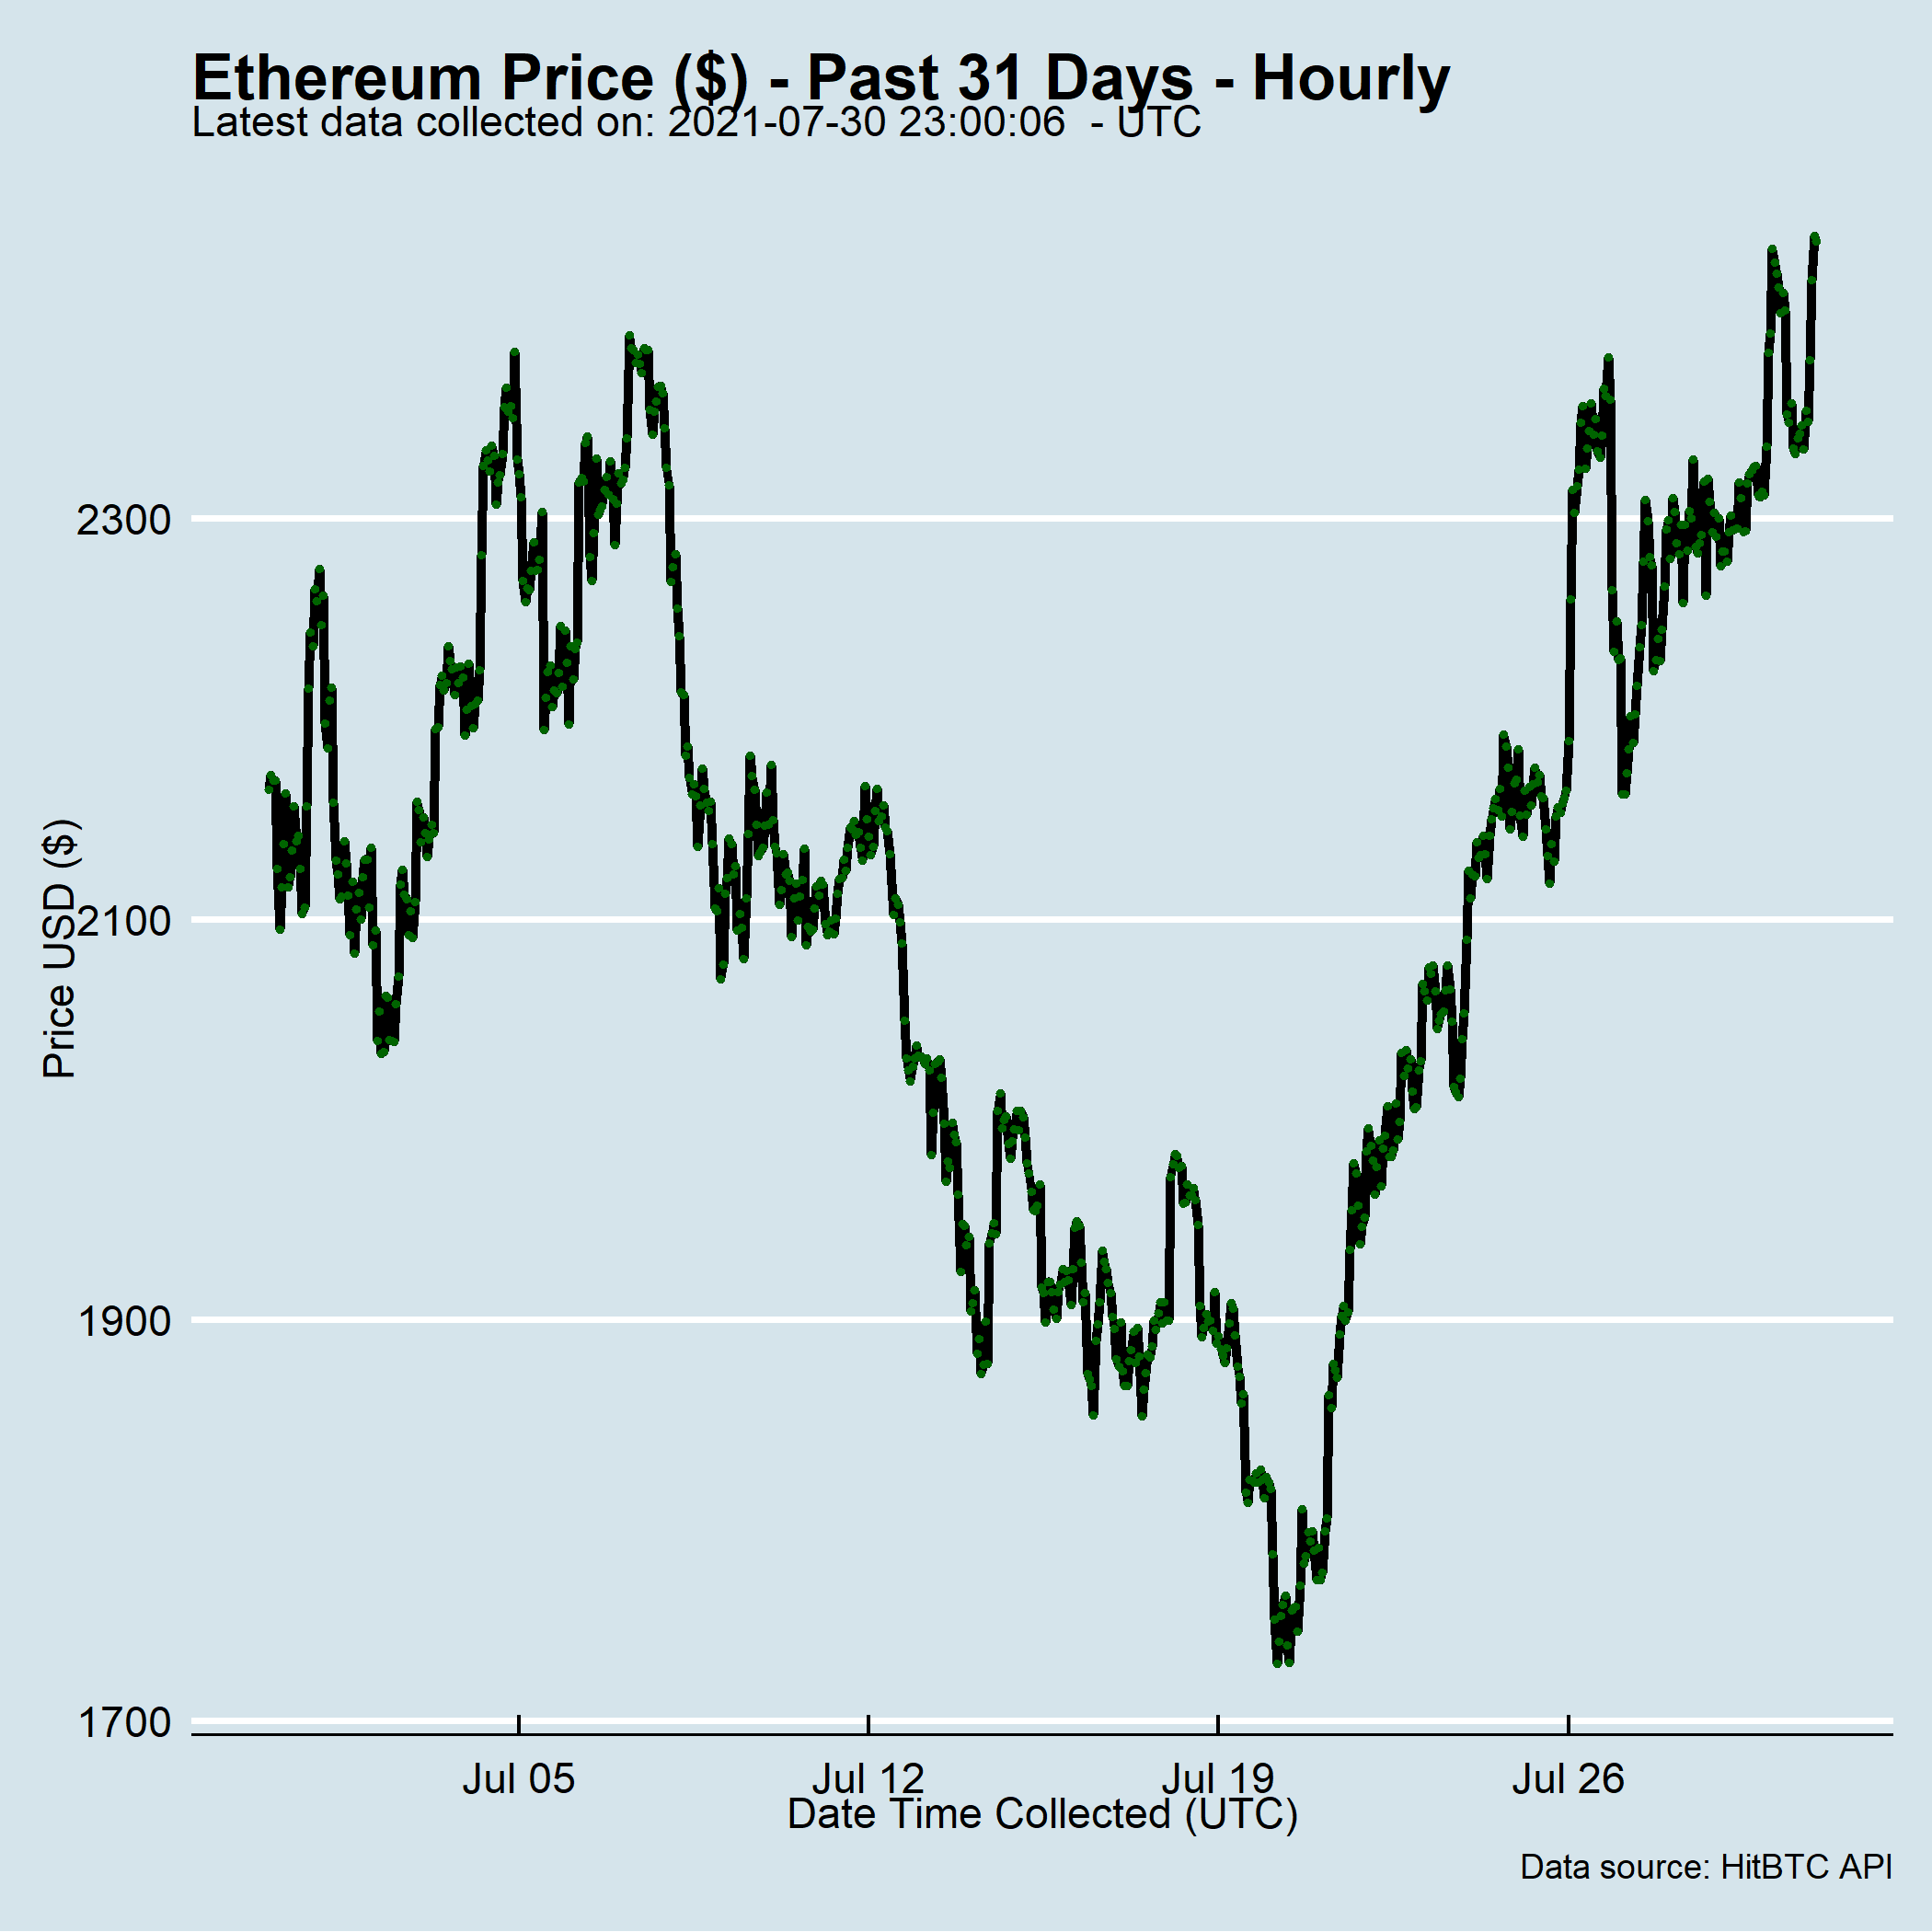 Ethereum Price ($) - Past 31 Days - Hourly
Latest data collected on: 2021-07-30 23:00:06  - UTC
Price USD ($)
2300
2100
1900
1700
Jul 05
Jul 12
Jul 19
Jul 26
Date Time Collected (UTC)
Data source: HitBTC API